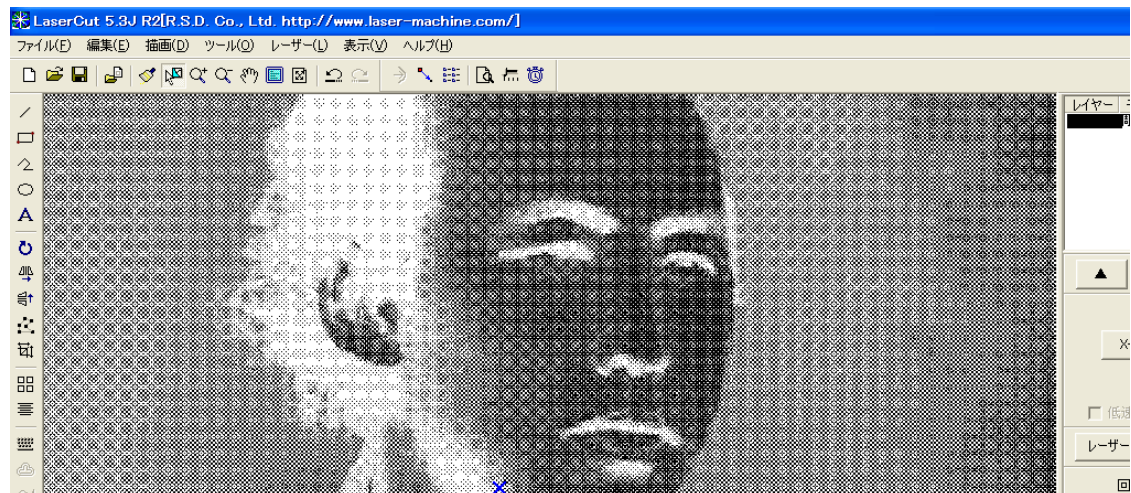 LaserCut 5.3J R2[R.S.D. Co., Ltd. http://www.laser-machine.com/]
ファイル(F) 編集(E) 描画(D) ツール(O) レーザー(L) 表示(V) ヘルプ(H)
レイヤー
X-
低速
レーザー